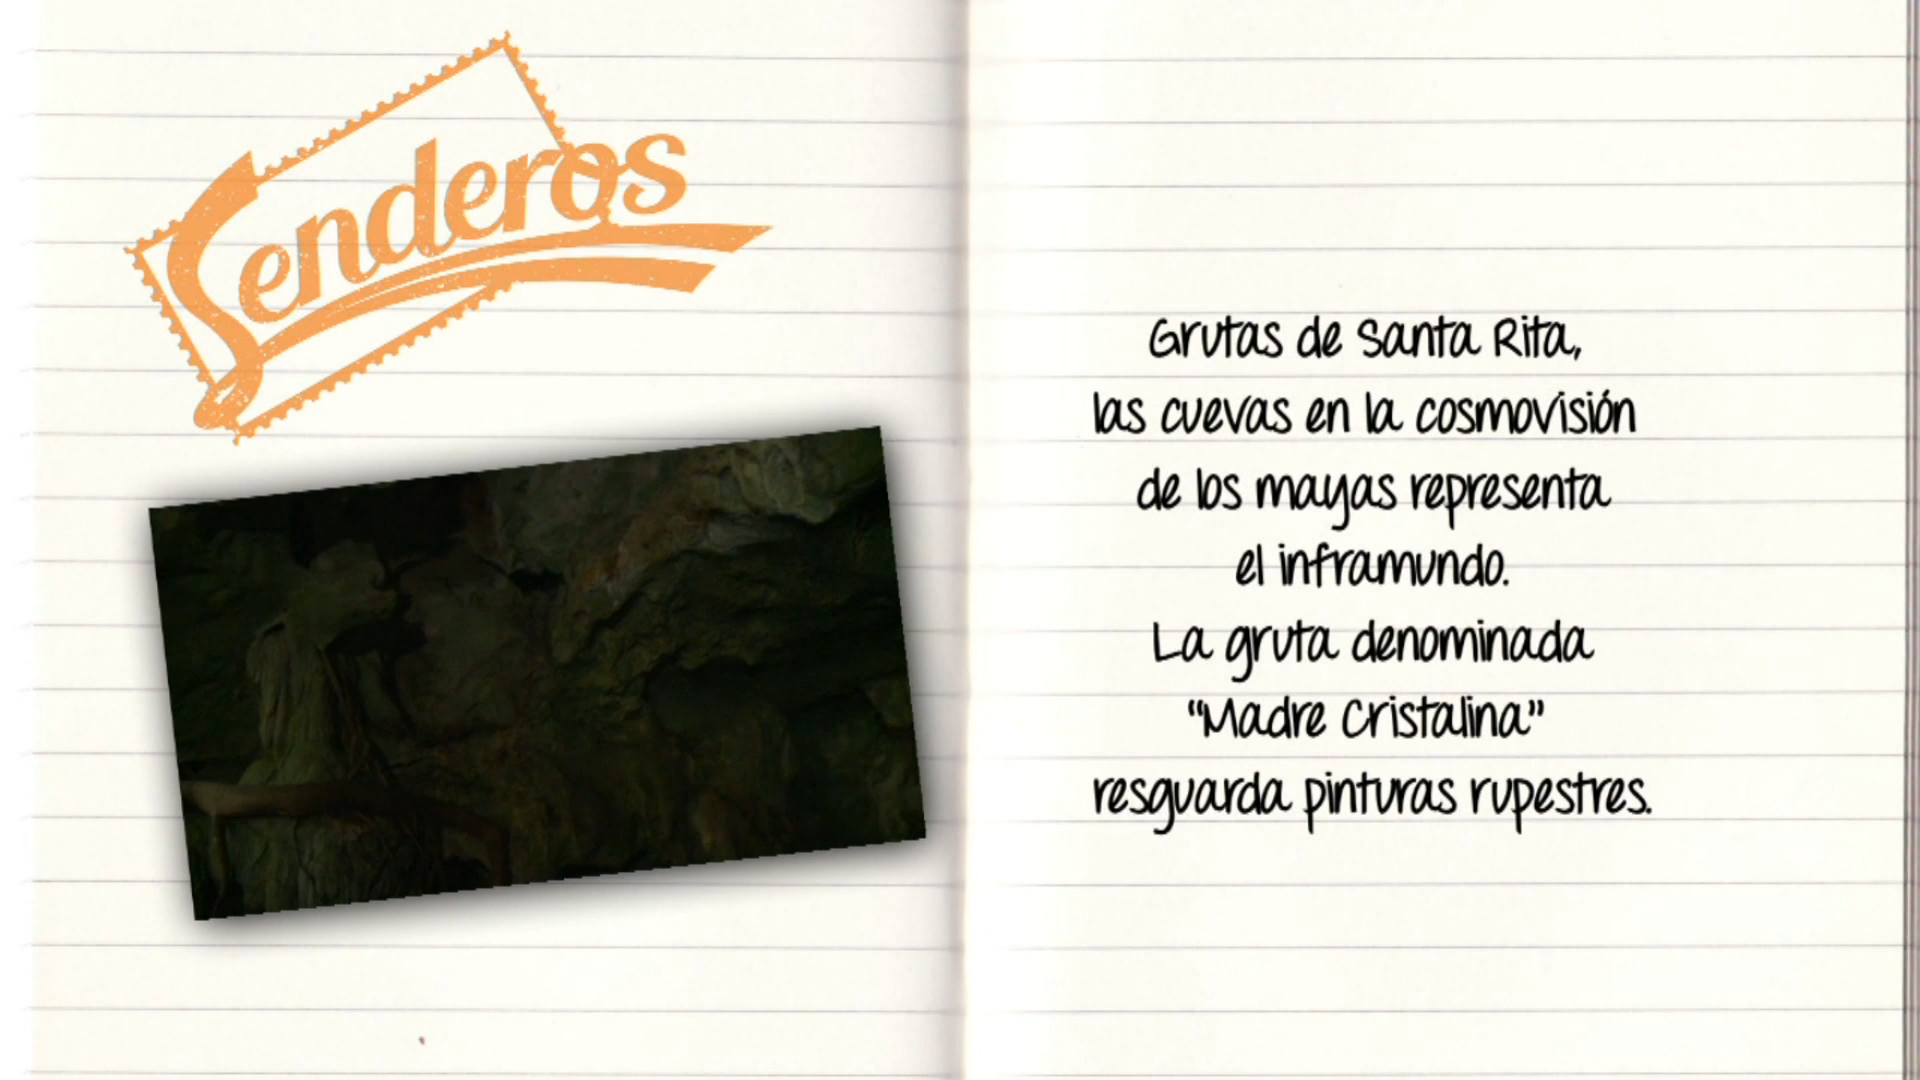 Senderos
Grutas de Santa Rita,
las cuevas en la cosmovisión
de los mayas representa
el inframundo.
La gruta denominada
“Madre Cristalina”
resguarda pinturas rupestres.